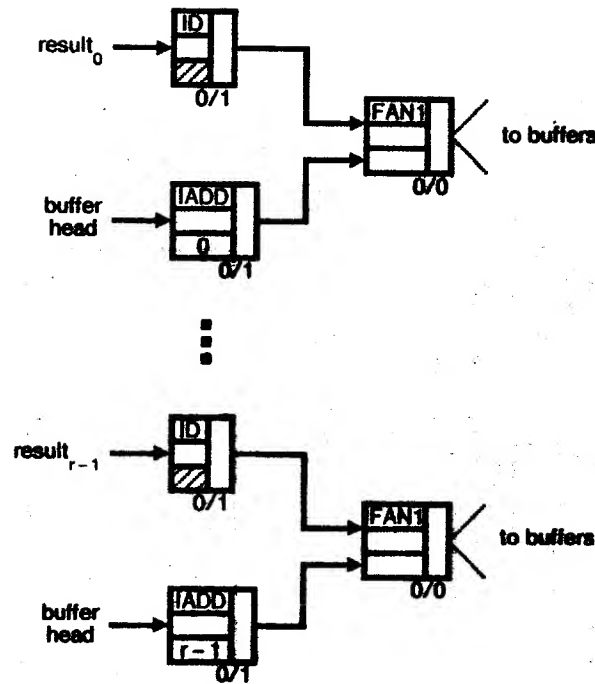 ID
result₀
0/1
FAN1
to buffers
0/0
IADD
buffer
head
0
0/1
ID
result r-1
0/1
FAN1
to buffers
0/0
IADD
buffer
head
r-1
0/1